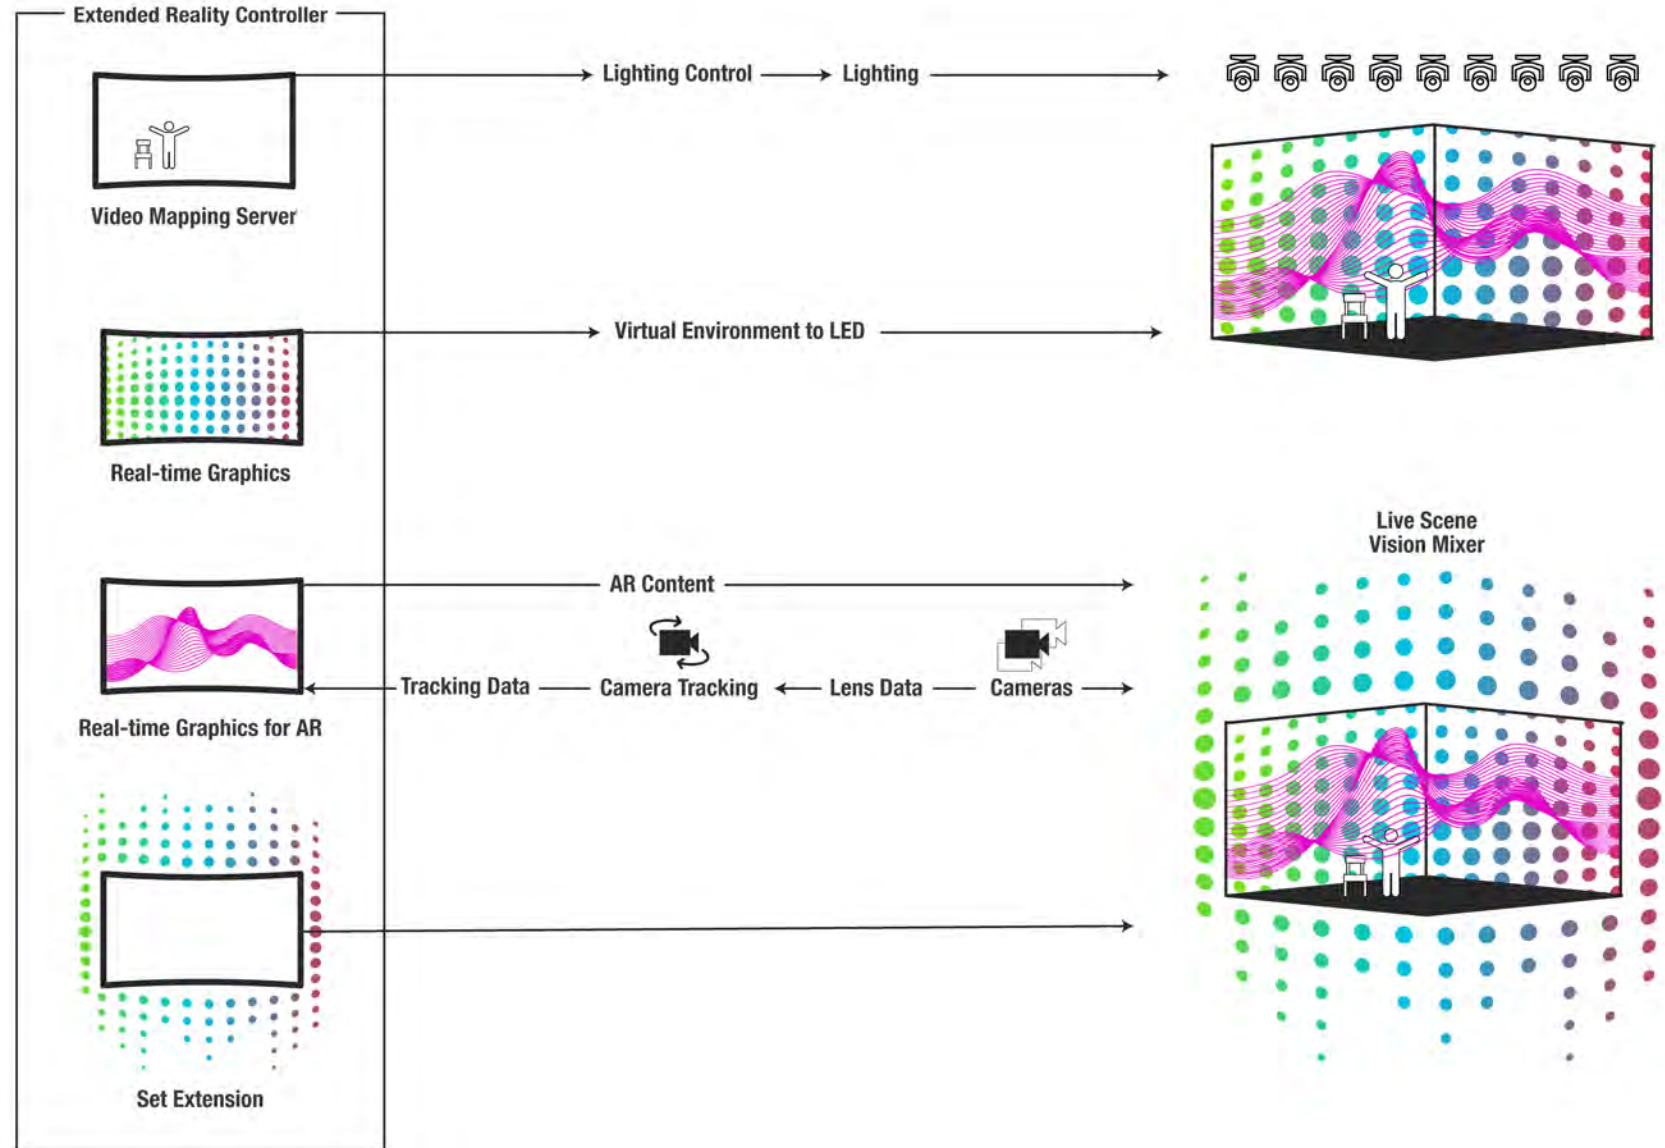 Extended Reality Controller
Lighting Control
Lighting
Video Mapping Server
Virtual Environment to LED
Real-time Graphics
Live Scene
Vision Mixer
AR Content
Tracking Data
Camera Tracking
Lens Data
Cameras
Real-time Graphics for AR
Set Extension